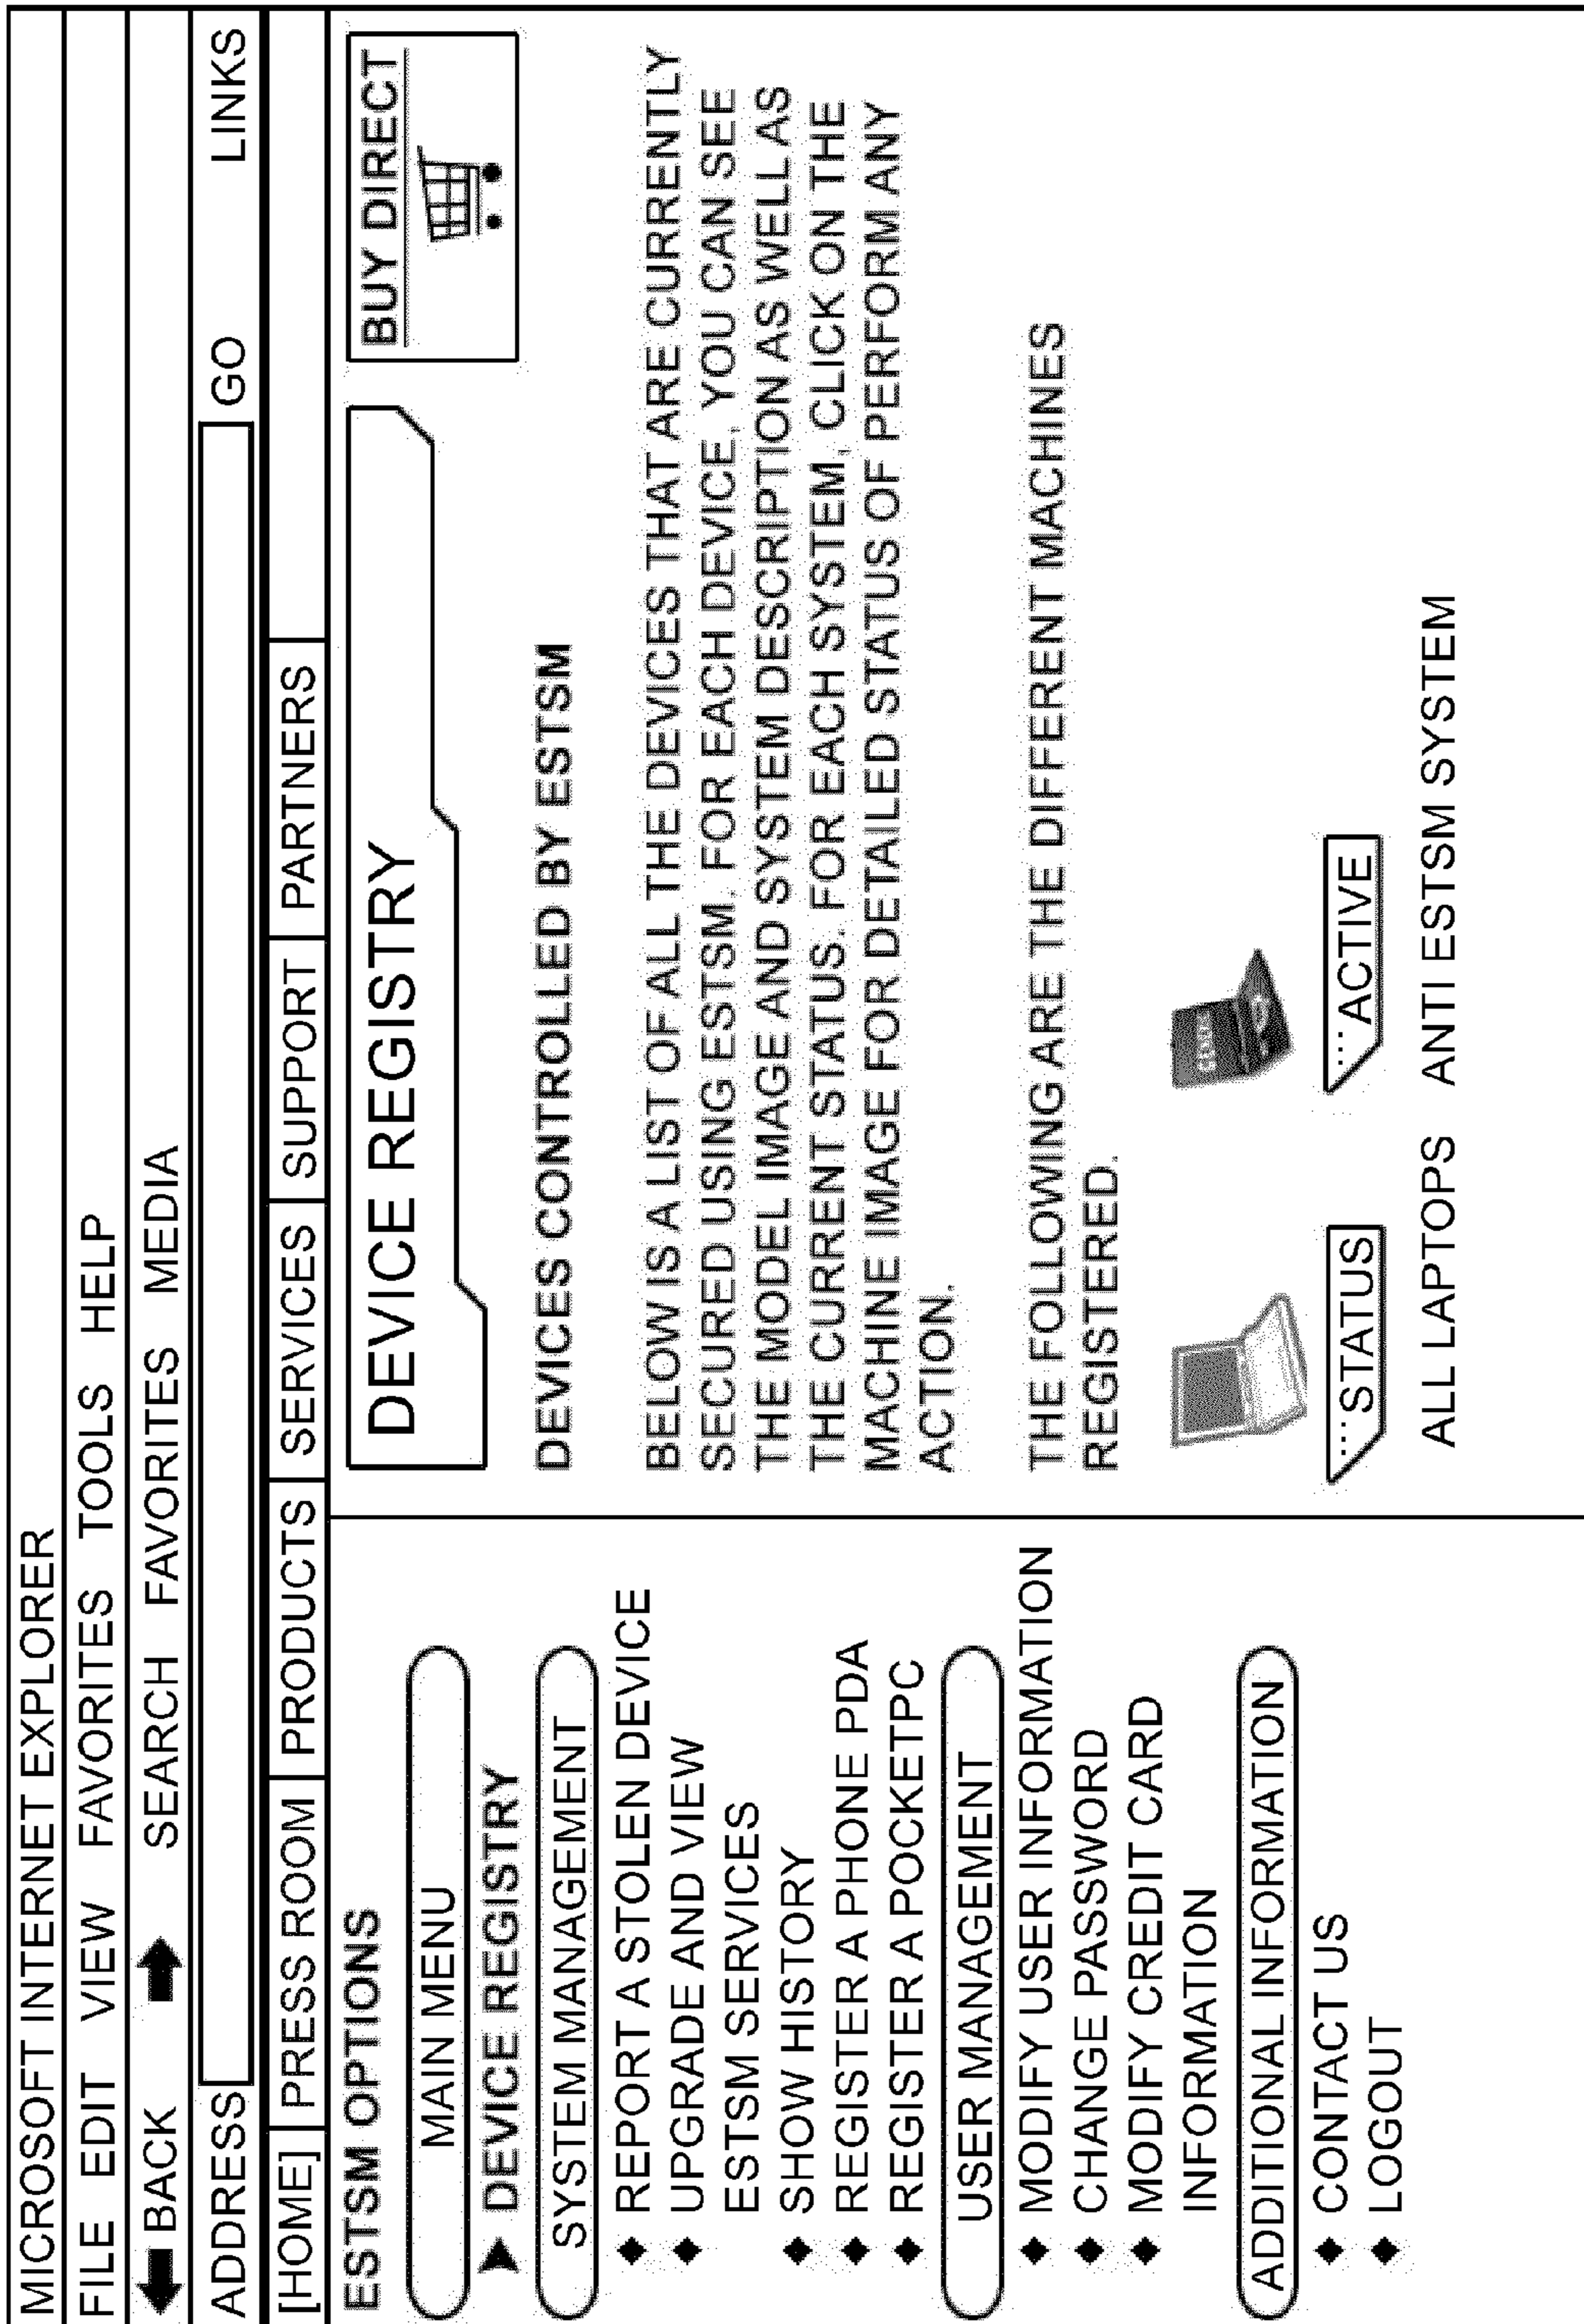 MICROSOFT INTERNET EXPLORER
FILE EDIT VIEW FAVORITES TOOLS HELP
BACK SEARCH FAVORITES MEDIA
ADDRESS GO LINKS
[HOME] PRESS ROOM PRODUCTS SERVICES SUPPORT PARTNERS
ESTSM OPTIONS
MAIN MENU
DEVICE REGISTRY
SYSTEM MANAGEMENT
REPORT A STOLEN DEVICE
UPGRADE AND VIEW
ESTSM SERVICES
SHOW HISTORY
REGISTER A PHONE PDA
REGISTER A POCKETPC
USER MANAGEMENT
MODIFY USER INFORMATION
CHANGE PASSWORD
MODIFY CREDIT CARD
INFORMATION
ADDITIONAL INFORMATION
CONTACT US
LOGOUT
DEVICE REGISTRY
BUY DIRECT
DEVICES CONTROLLED BY ESTSM
BELOW IS A LIST OF ALL THE DEVICES THAT ARE CURRENTLY
SECURED USING ESTSM. FOR EACH DEVICE, YOU CAN SEE
THE MODEL IMAGE AND SYSTEM DESCRIPTION AS WELL AS
THE CURRENT STATUS. FOR EACH SYSTEM, CLICK ON THE
MACHINE IMAGE FOR DETAILED STATUS OF PERFORM ANY
ACTION.
THE FOLLOWING ARE THE DIFFERENT MACHINES
REGISTERED.
...STATUS ...ACTIVE
ALL LAPTOPS ANTI ESTSM SYSTEM